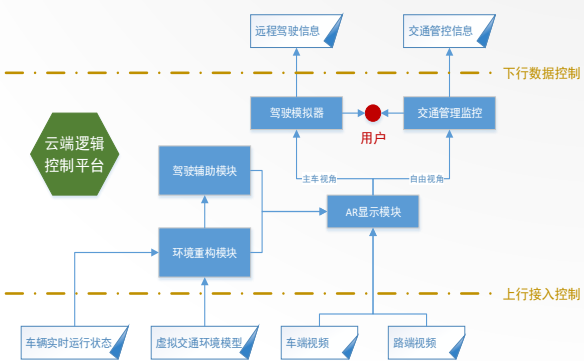 远程驾驶信息
交通管控信息
下行数据控制
驾驶模拟器
交通管理监控
用户
云端逻辑
控制平台
驾驶辅助模块
主车视角
自由视角
AR显示模块
环境重构模块
上行接入控制
车辆实时运行状态
虚拟交通环境模型
车端视频
路端视频